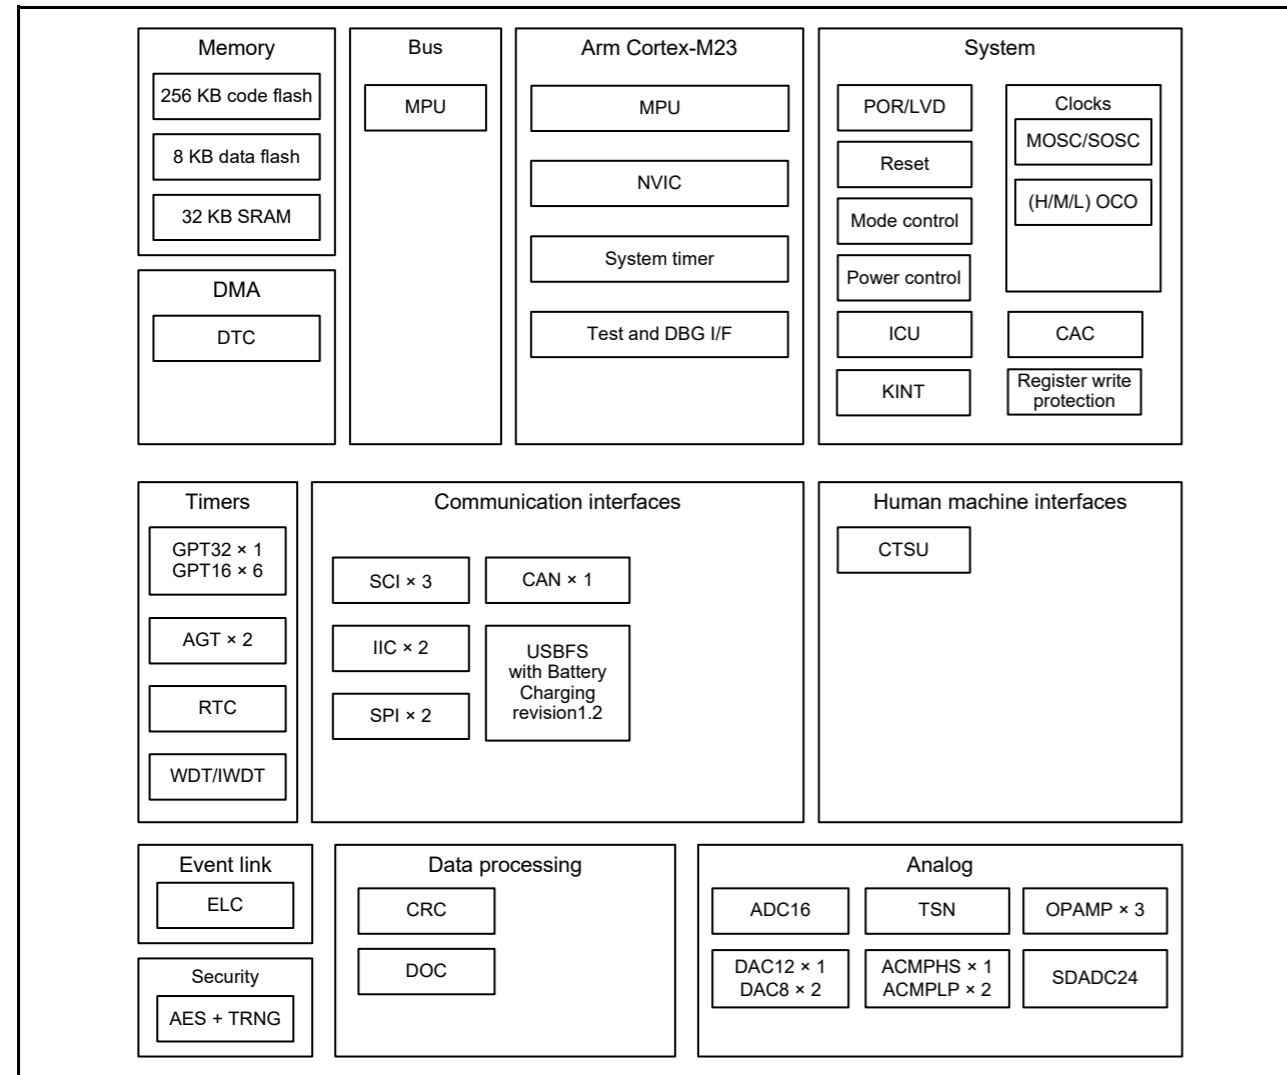 Memory
256 KB code flash
8 KB data flash
32 KB SRAM
DMA
DTC
Bus
MPU
Arm Cortex-M23
MPU
NVIC
System timer
Test and DBG I/F
System
POR/LVD
Reset
Mode control
Power control
ICU
KINT
Clocks
MOSC/SOSC
(H/M/L) OCO
CAC
Register write
protection
Timers
GPT32 × 1
GPT16 × 6
AGT × 2
RTC
WDT/IWDT
Communication interfaces
SCI × 3
IIC × 2
SPI × 2
CAN × 1
USBFS
with Battery
Charging
revision1.2
Human machine interfaces
CTSU
Event link
ELC
Security
AES + TRNG
Data processing
CRC
DOC
Analog
ADC16
TSN
OPAMP × 3
DAC12 × 1
DAC8 × 2
ACMPHS × 1
ACMPLP × 2
SDADC24